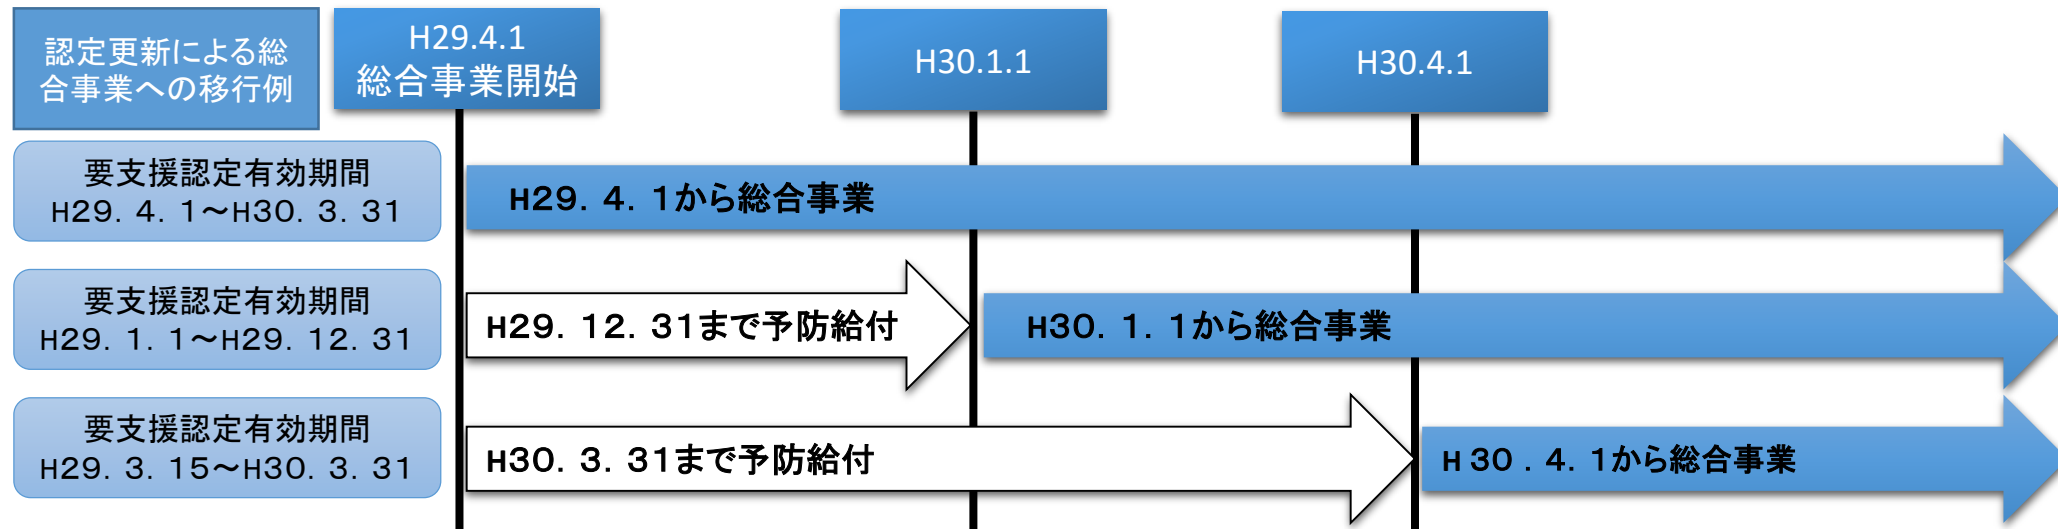 認定更新による総
合事業への移行例
H29.4.1
総合事業開始
H30.1.1
H30.4.1
要支援認定有効期間
H29．4．1～H30．3．31
H29．4．1から総合事業
要支援認定有効期間
H29．1．1～H29．12．31
H29．12．31まで予防給付
H30．1．1から総合事業
要支援認定有効期間
H29．3．15～H30．3．31
H30．3．31まで予防給付
H30．4．1から総合事業